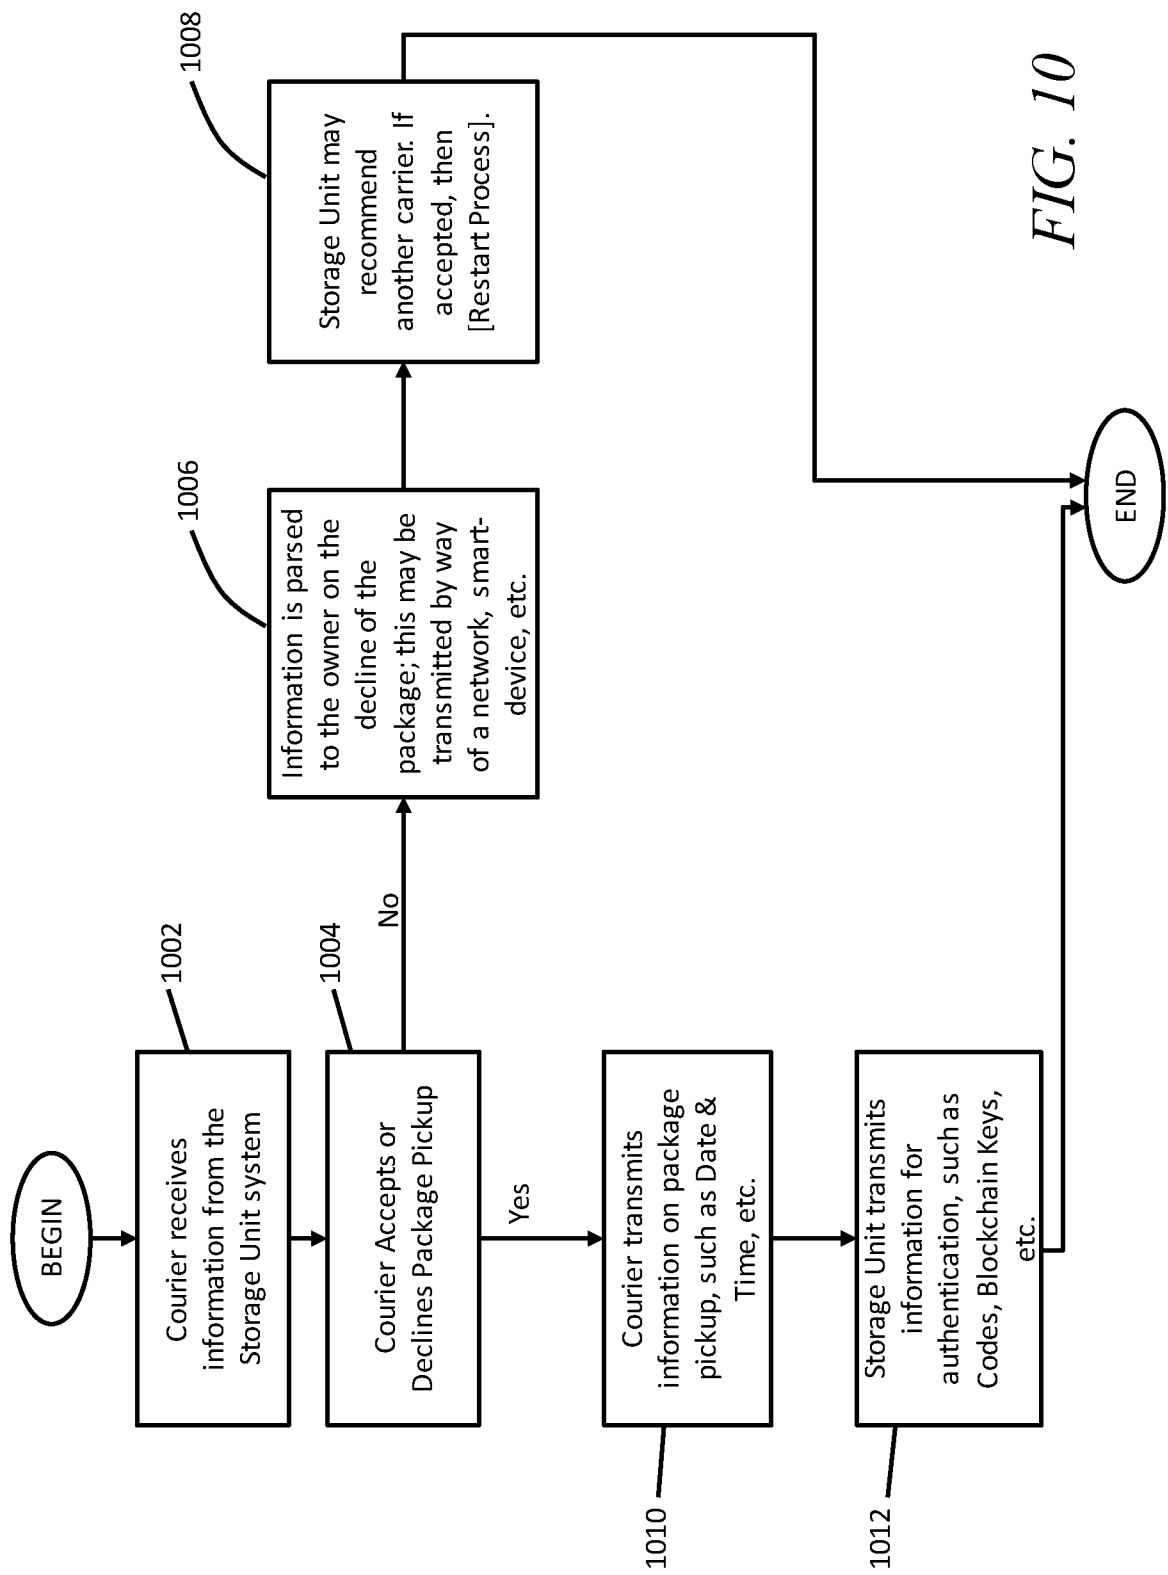 BEGIN
1002
Courier receives
information from the
Storage Unit system
1004
Courier Accepts or
Declines Package Pickup
No
1006
Information is parsed
to the owner on the
decline of the
package; this may be
transmitted by way
of a network, smart-
device, etc.
1008
Storage Unit may
recommend
another carrier. If
accepted, then
[Restart Process].
Yes
1010
Courier transmits
information on package
pickup, such as Date &
Time, etc.
1012
Storage Unit transmits
information for
authentication, such as
Codes, Blockchain Keys,
etc.
END
FIG. 10